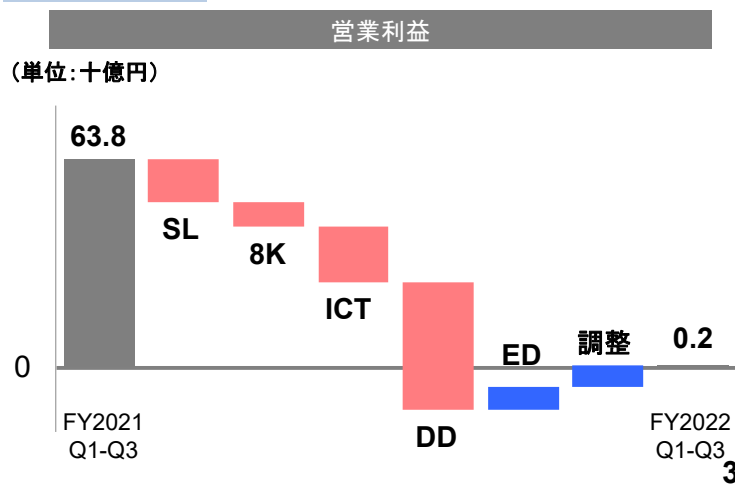 営業利益
（単位:十億円）
63.8
SL
8K
ICT
DD
ED
調整
0.2
0
FY2021
Q1-Q3
FY2022
Q1-Q3
3